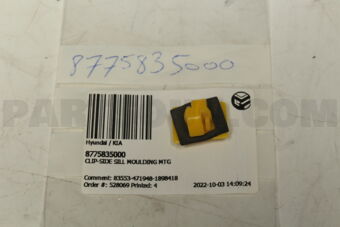 8775835000
Hyundai / KIA
8775835000
CLIP-SIDE SILL MOULDING MTG
Comment: 83553-471948-1898418
Order #: 528069 Printed: 4
2022-10-03 14:09:24